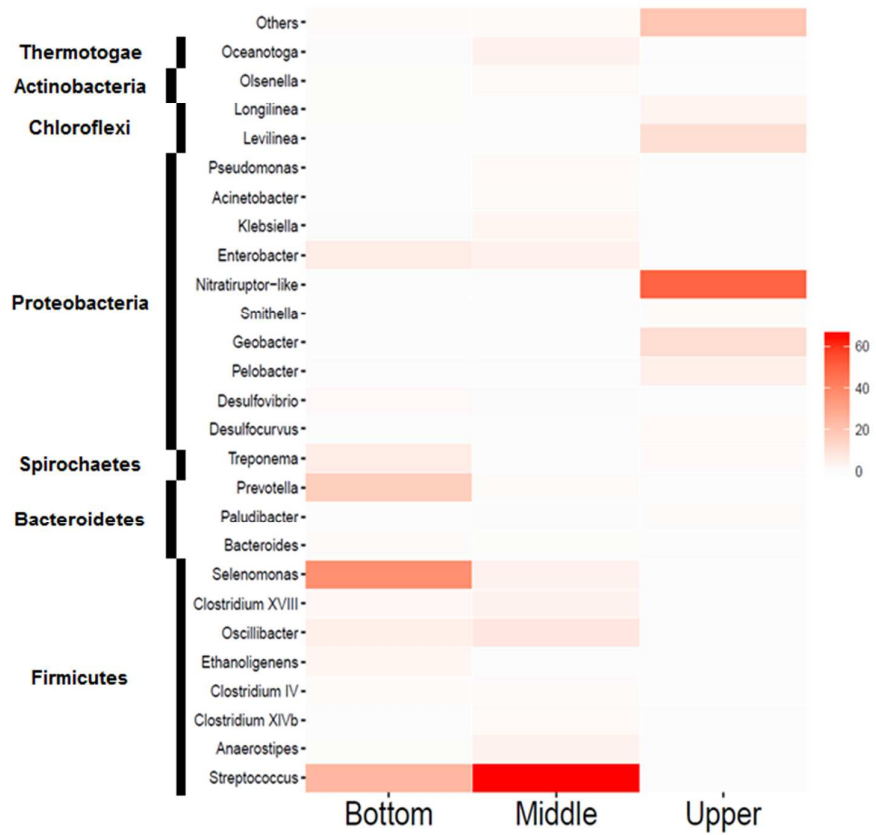 Others
Thermotogae
Oceanotoga
Actinobacteria
Olsenella
Chloroflexi
Longilinea
Levilinea
Proteobacteria
Pseudomonas
Acinetobacter
Klebsiella
Enterobacter
Nitratiruptor-like
Smithella
Geobacter
Pelobacter
Desulfovibrio
Desulfocurvus
Spirochaetes
Treponema
Bacteroidetes
Prevotella
Paludibacter
Bacteroides
Firmicutes
Selenomonas
Clostridium XVIII
Oscillibacter
Ethanoligenens
Clostridium IV
Clostridium XIVb
Anaerostipes
Streptococcus
Bottom Middle Upper
60
40
20
0